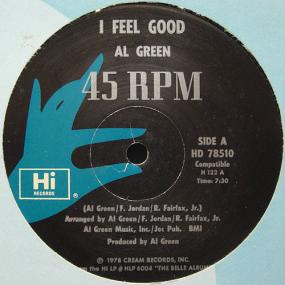 I FEEL GOOD
AL GREEN
45 RPM
SIDE A
HD 78510
Compatible
H 122 A
Time: 7:30
Hi
RECORDS
®
(Al Green / F. Jordan / R. Fairfax, Jr.)
Arranged by Al Green / F. Jordan / R. Fairfax, Jr.
Al Green Music, Inc./Jec Pub. BMI
Produced by Al Green
℗ 1978 CREAM RECORDS, INC.
from the Hi LP # HLP 6004 "THE BELLE ALBUM